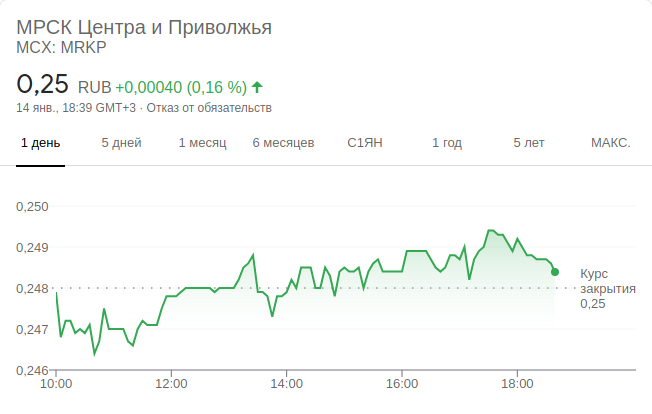 МРСК Центра и Приволжья
MCX: MRKP
0,25 RUB +0,00040 (0,16 %)
14 янв., 18:39 GMT+3 · Отказ от обязательств
1 день 5 дней 1 месяц 6 месяцев С1ЯН 1 год 5 лет МАКС.
0,250
0,249
0,248
0,247
0,246
Курс
закрытия
0,25
10:00 12:00 14:00 16:00 18:00